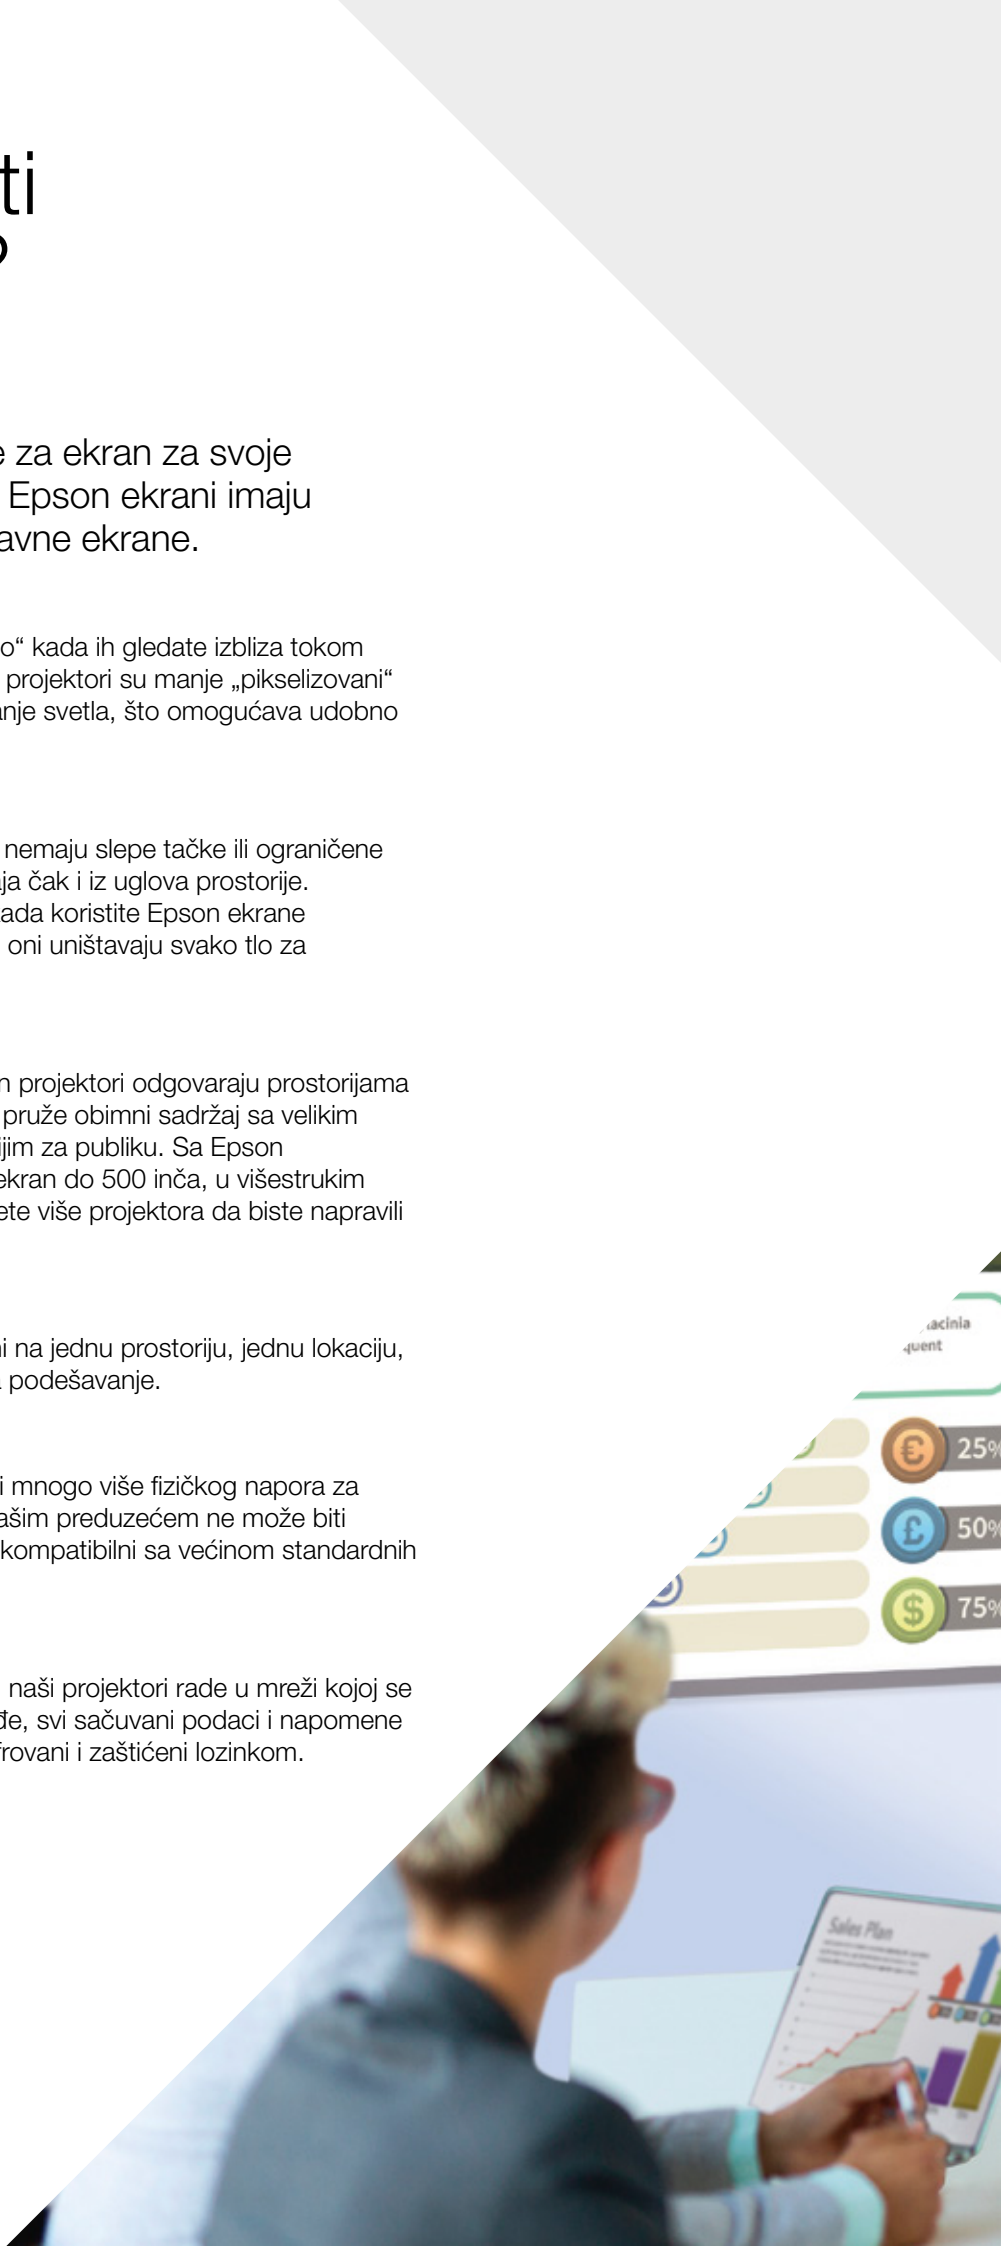 ti
?
e za ekran za svoje
Epson ekrani imaju
avne ekrane.
o“ kada ih gledate izbliza tokom
projektori su manje „pikselizovani“
anje svetla, što omogućava udobno
nemaju slepe tačke ili ograničene
ja čak i iz uglova prostorije.
ada koristite Epson ekrane
oni uništavaju svako tlo za
n projektori odgovaraju prostorijama
pruže obimni sadržaj sa velikim
ijim za publiku. Sa Epson
ekran do 500 inča, u višestrukim
ete više projektora da biste napravili
i na jednu prostoriju, jednu lokaciju,
podešavanje.
i mnogo više fizičkog napora za
ašim preduzećem ne može biti
kompatibilni sa većinom standardnih
naši projektori rade u mreži kojoj se
đe, svi sačuvani podaci i napomene
frovani i zaštićeni lozinkom.
acinia
quent
€ 25%
£ 50%
$ 75%
Sales Plan